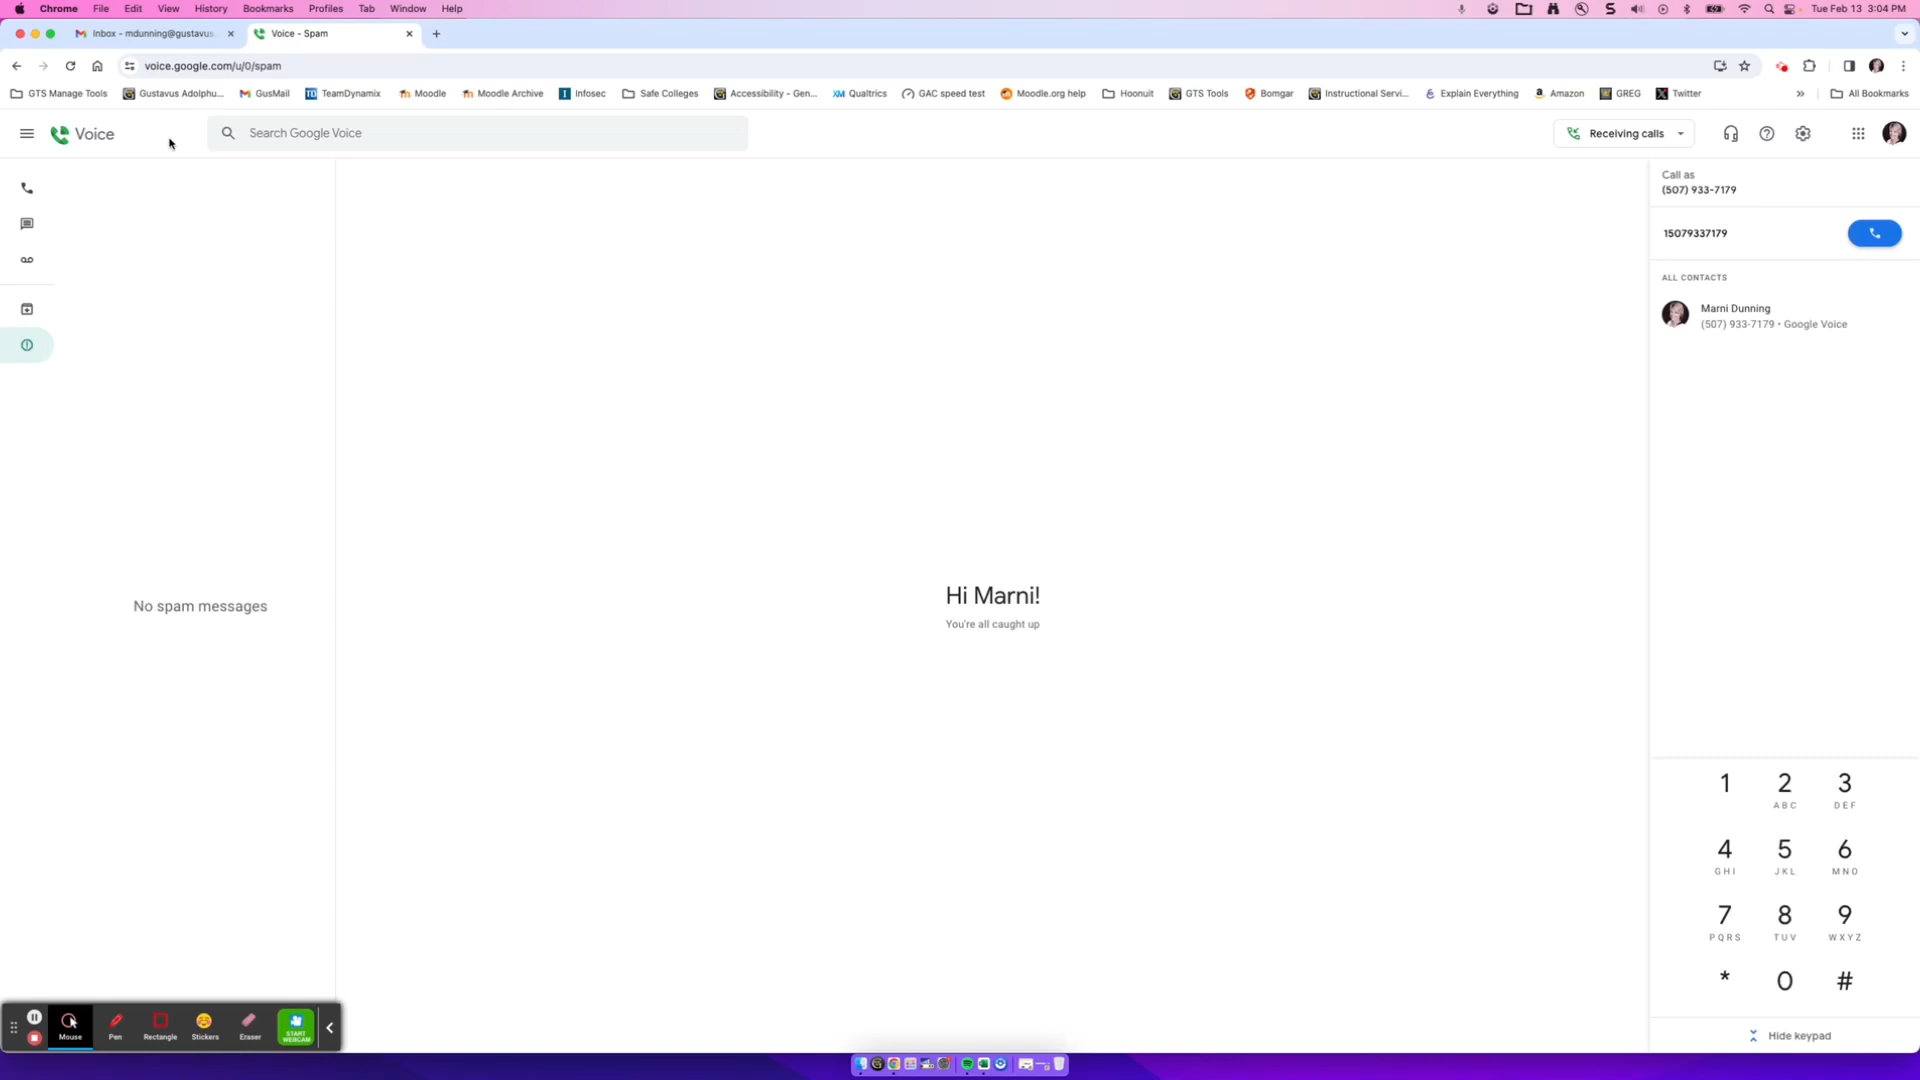 Chrome File Edit View History Bookmarks Profiles Tab Window Help Tue Feb 13 3:04 PM
Inbox - mdunning@gustavus. Voice - Spam
voice.google.com/u/0/spam
GTS Manage Tools Gustavus Adolphu... GusMail TeamDynamix Moodle Moodle Archive Infosec Safe Colleges Accessibility - Gen... Qualtrics GAC speed test Moodle.org help Hoonuit GTS Tools Bomgar Instructional Servi... Explain Everything Amazon GREG Twitter » All Bookmarks
Voice Search Google Voice Receiving calls
Call as
(507) 933-7179
15079337179
ALL CONTACTS
Marni Dunning
(507) 933-7179 • Google Voice
Hi Marni!
No spam messages
You're all caught up
1 2 3
ABC DEF
4 5 6
GHI JKL MNO
7 8 9
PQRS TUV WXYZ
* 0 #
Mouse Pen Rectangle Stickers Eraser START WEBCAM
Hide keypad